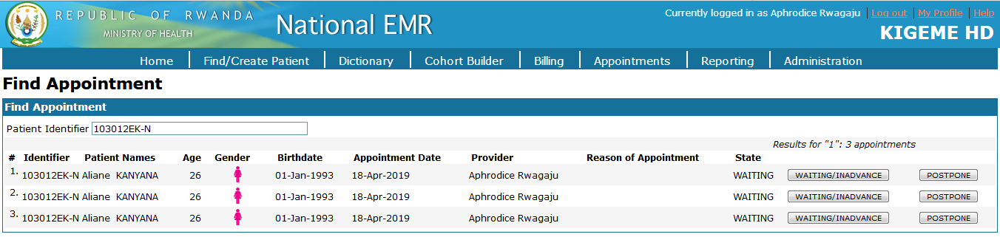 REPUBLIC OF RWANDA
MINISTRY OF HEALTH
National EMR
Currently logged in as Aphrodice Rwagaju | Log out | My Profile | Help
KIGEME HD
Home Find/Create Patient Dictionary Cohort Builder Billing Appointments Reporting Administration
Find Appointment
Find Appointment
Patient Identifier 103012EK-N
Results for "1": 3 appointments
# Identifier Patient Names Age Gender Birthdate Appointment Date Provider Reason of Appointment State
1. 103012EK-N Aliane KANYANA 26 01-Jan-1993 18-Apr-2019 Aphrodice Rwagaju WAITING WAITING/INADVANCE POSTPONE
2. 103012EK-N Aliane KANYANA 26 01-Jan-1993 18-Apr-2019 Aphrodice Rwagaju WAITING WAITING/INADVANCE POSTPONE
3. 103012EK-N Aliane KANYANA 26 01-Jan-1993 18-Apr-2019 Aphrodice Rwagaju WAITING WAITING/INADVANCE POSTPONE